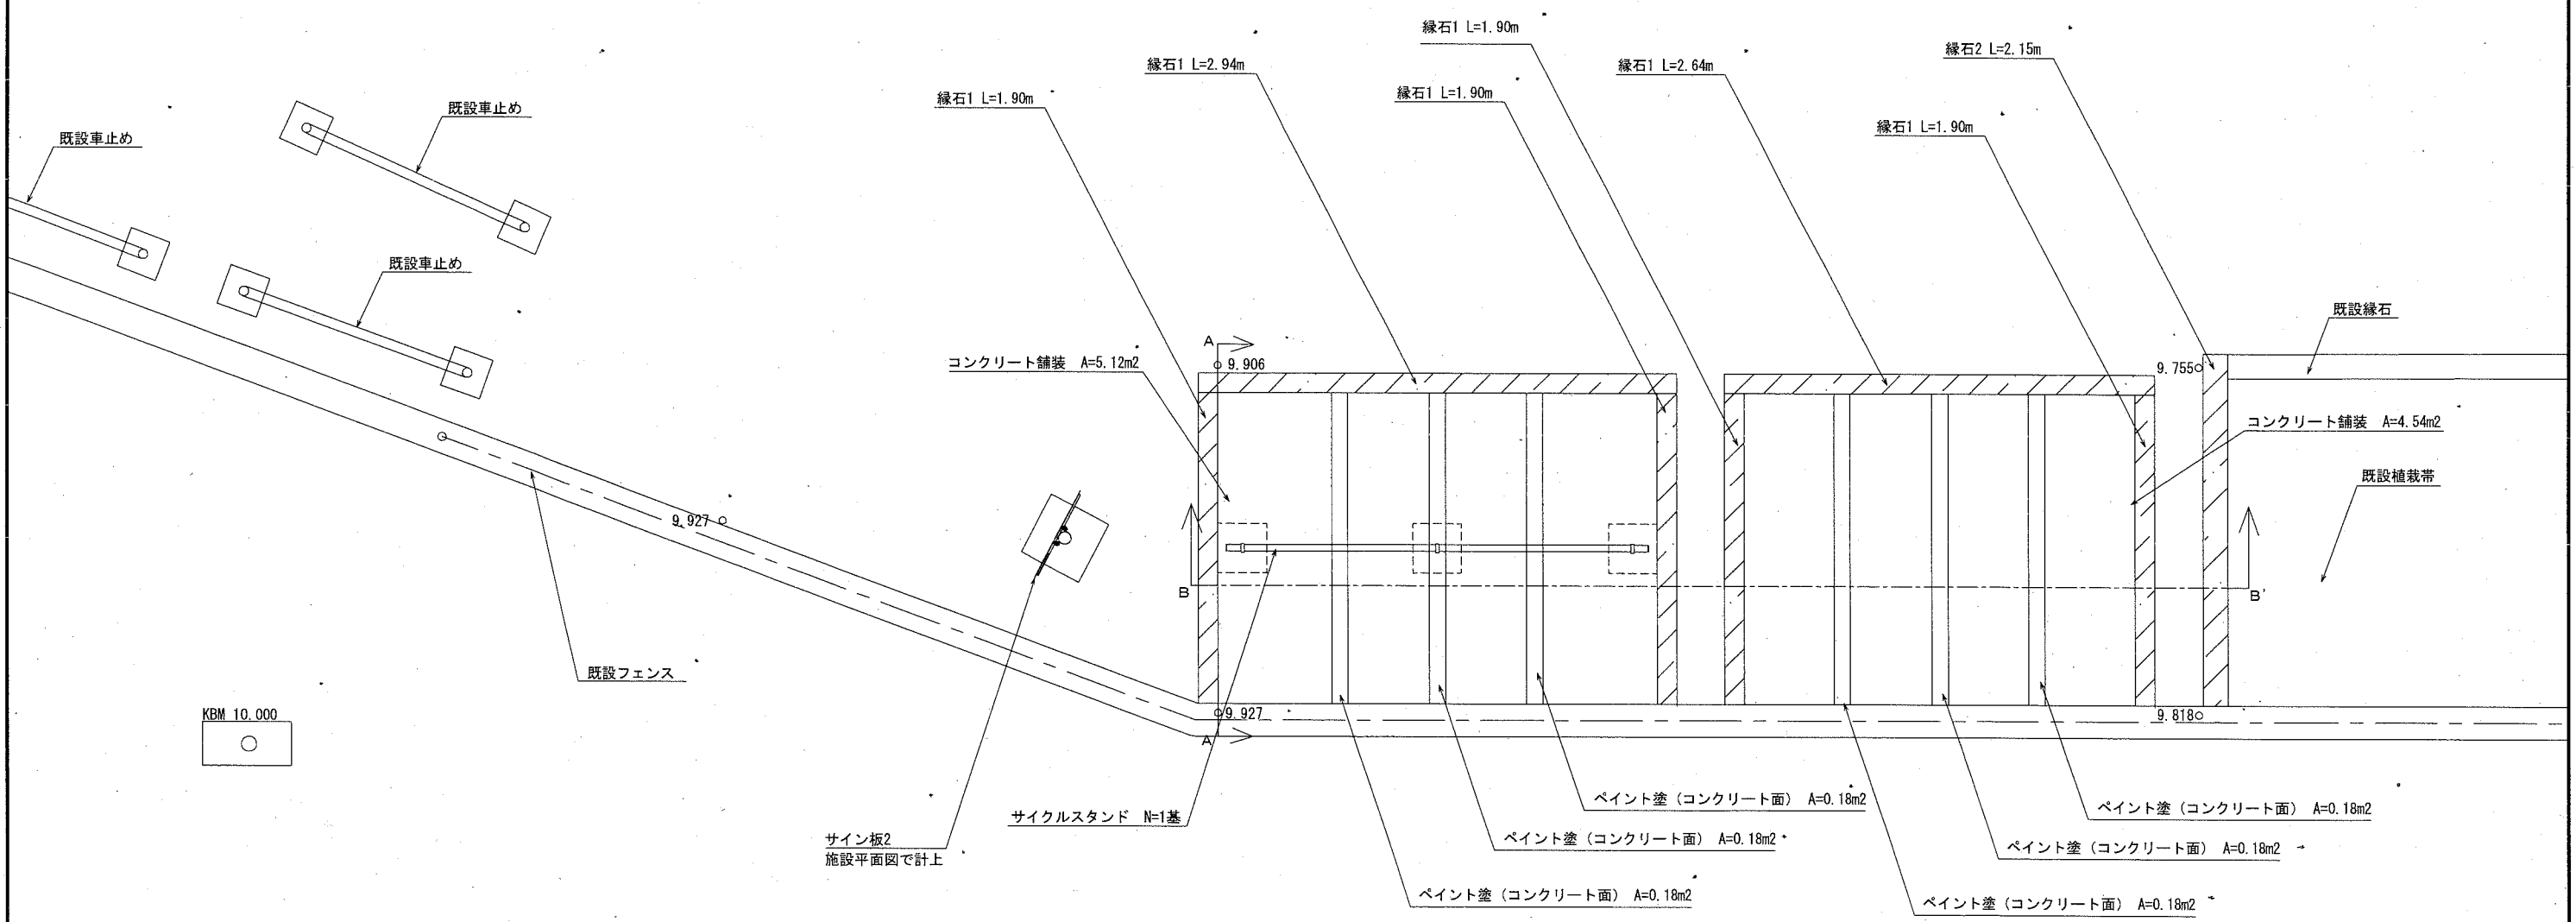 縁石1 L=1.90m
縁石2 L=2.15m
縁石1 L=2.94m
縁石1 L=2.64m
縁石1 L=1.90m
縁石1 L=1.90m
既設車止め
縁石1 L=1.90m
既設車止め
既設車止め
既設縁石
A
コンクリート舗装 A=5.12m2
9.906
9.755
コンクリート舗装 A=4.54m2
既設植栽帯
9.927
B
B'
既設フェンス
KBM 10.000
9.927
9.818
A
ペイント塗（コンクリート面） A=0.18m2
ペイント塗（コンクリート面） A=0.18m2
サイクルスタンド N=1基
サイン板2
施設平面図で計上
ペイント塗（コンクリート面） A=0.18m2
ペイント塗（コンクリート面） A=0.18m2
ペイント塗（コンクリート面） A=0.18m2
ペイント塗（コンクリート面） A=0.18m2